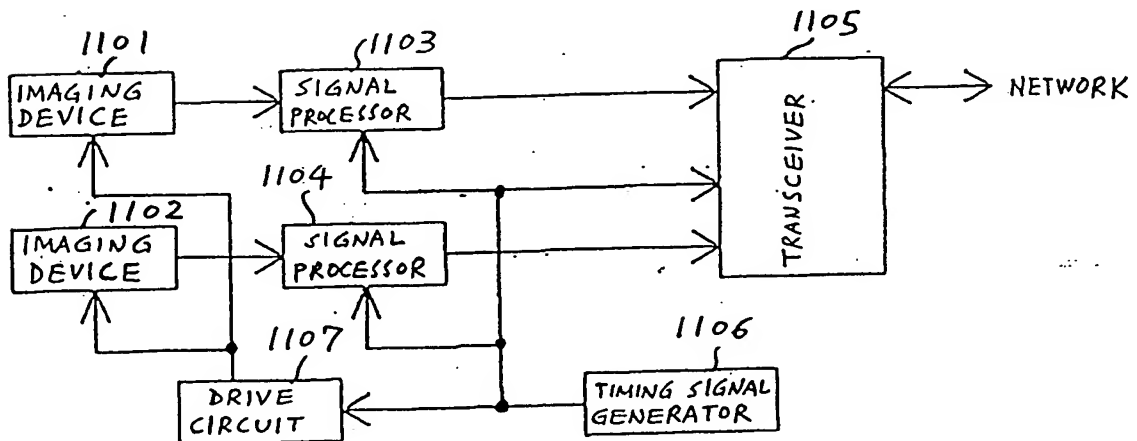 1101
IMAGING
DEVICE
1103
SIGNAL
PROCESSOR
1105
TRANSCEIVER
NETWORK
1102
IMAGING
DEVICE
1104
SIGNAL
PROCESSOR
1107
DRIVE
CIRCUIT
1106
TIMING SIGNAL
GENERATOR